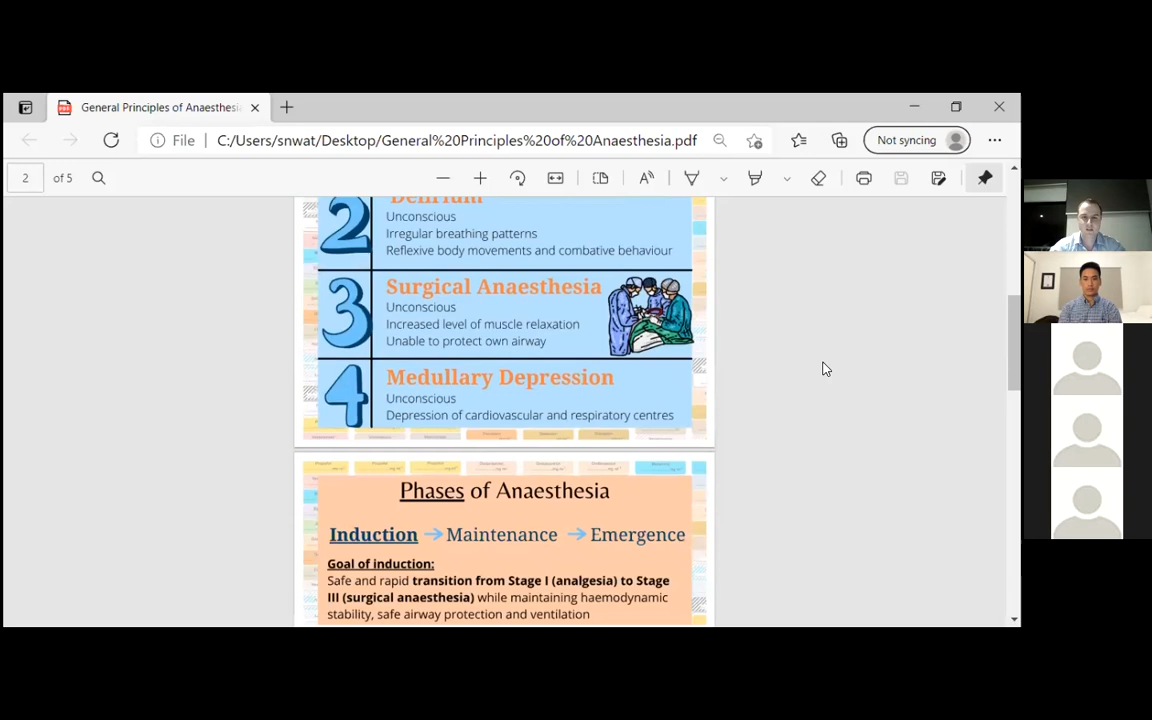 General Principles of Anaesthesi
File
C:/Users/snwat/Desktop/General%20Principles%20of%20Anaesthesia.pdf
Not syncing
2 of 5
2
Delirium
Unconscious
Irregular breathing patterns
Reflexive body movements and combative behaviour
3
Surgical Anaesthesia
Unconscious
Increased level of muscle relaxation
Unable to protect own airway
4
Medullary Depression
Unconscious
Depression of cardiovascular and respiratory centres
Phases of Anaesthesia
Induction → Maintenance → Emergence
Goal of induction:
Safe and rapid transition from Stage I (analgesia) to Stage
III (surgical anaesthesia) while maintaining haemodynamic
stability, safe airway protection and ventilation